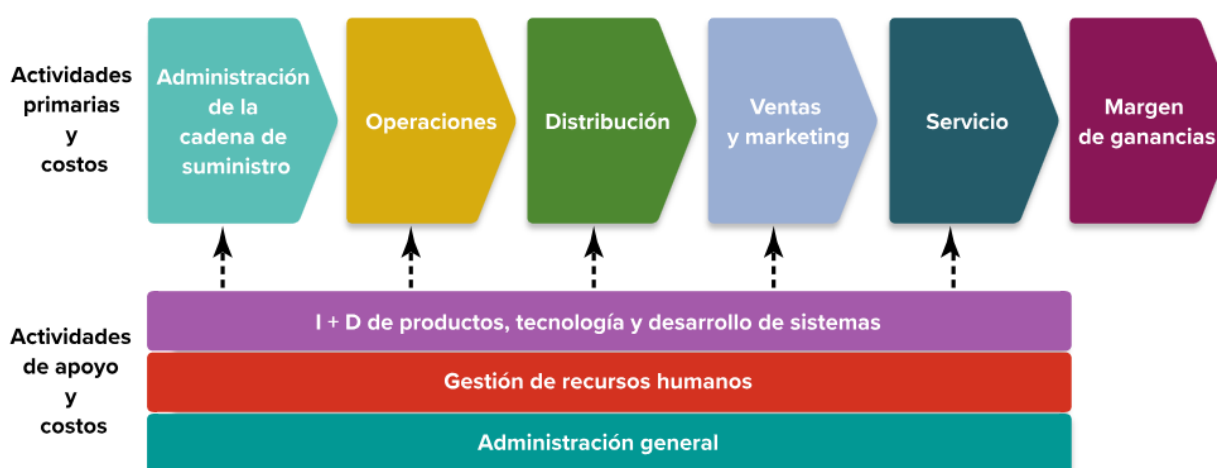 Actividades
primarias
y
costos
Administración
de la
cadena de
suministro
Operaciones
Distribución
Ventas
y marketing
Servicio
Margen
de ganancias
Actividades
de apoyo
y
costos
I + D de productos, tecnología y desarrollo de sistemas
Gestión de recursos humanos
Administración general